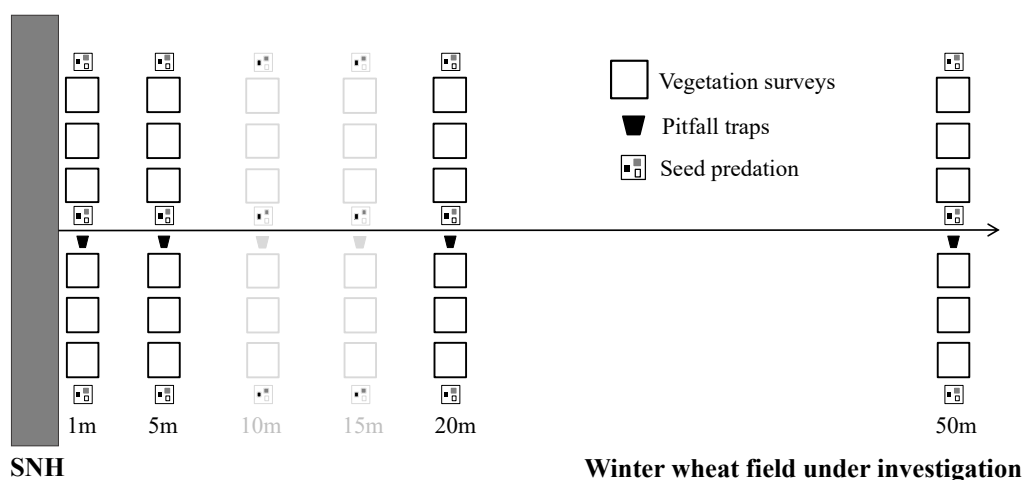 Vegetation surveys
Pitfall traps
Seed predation
1m 5m 10m 15m 20m 50m
SNH Winter wheat field under investigation